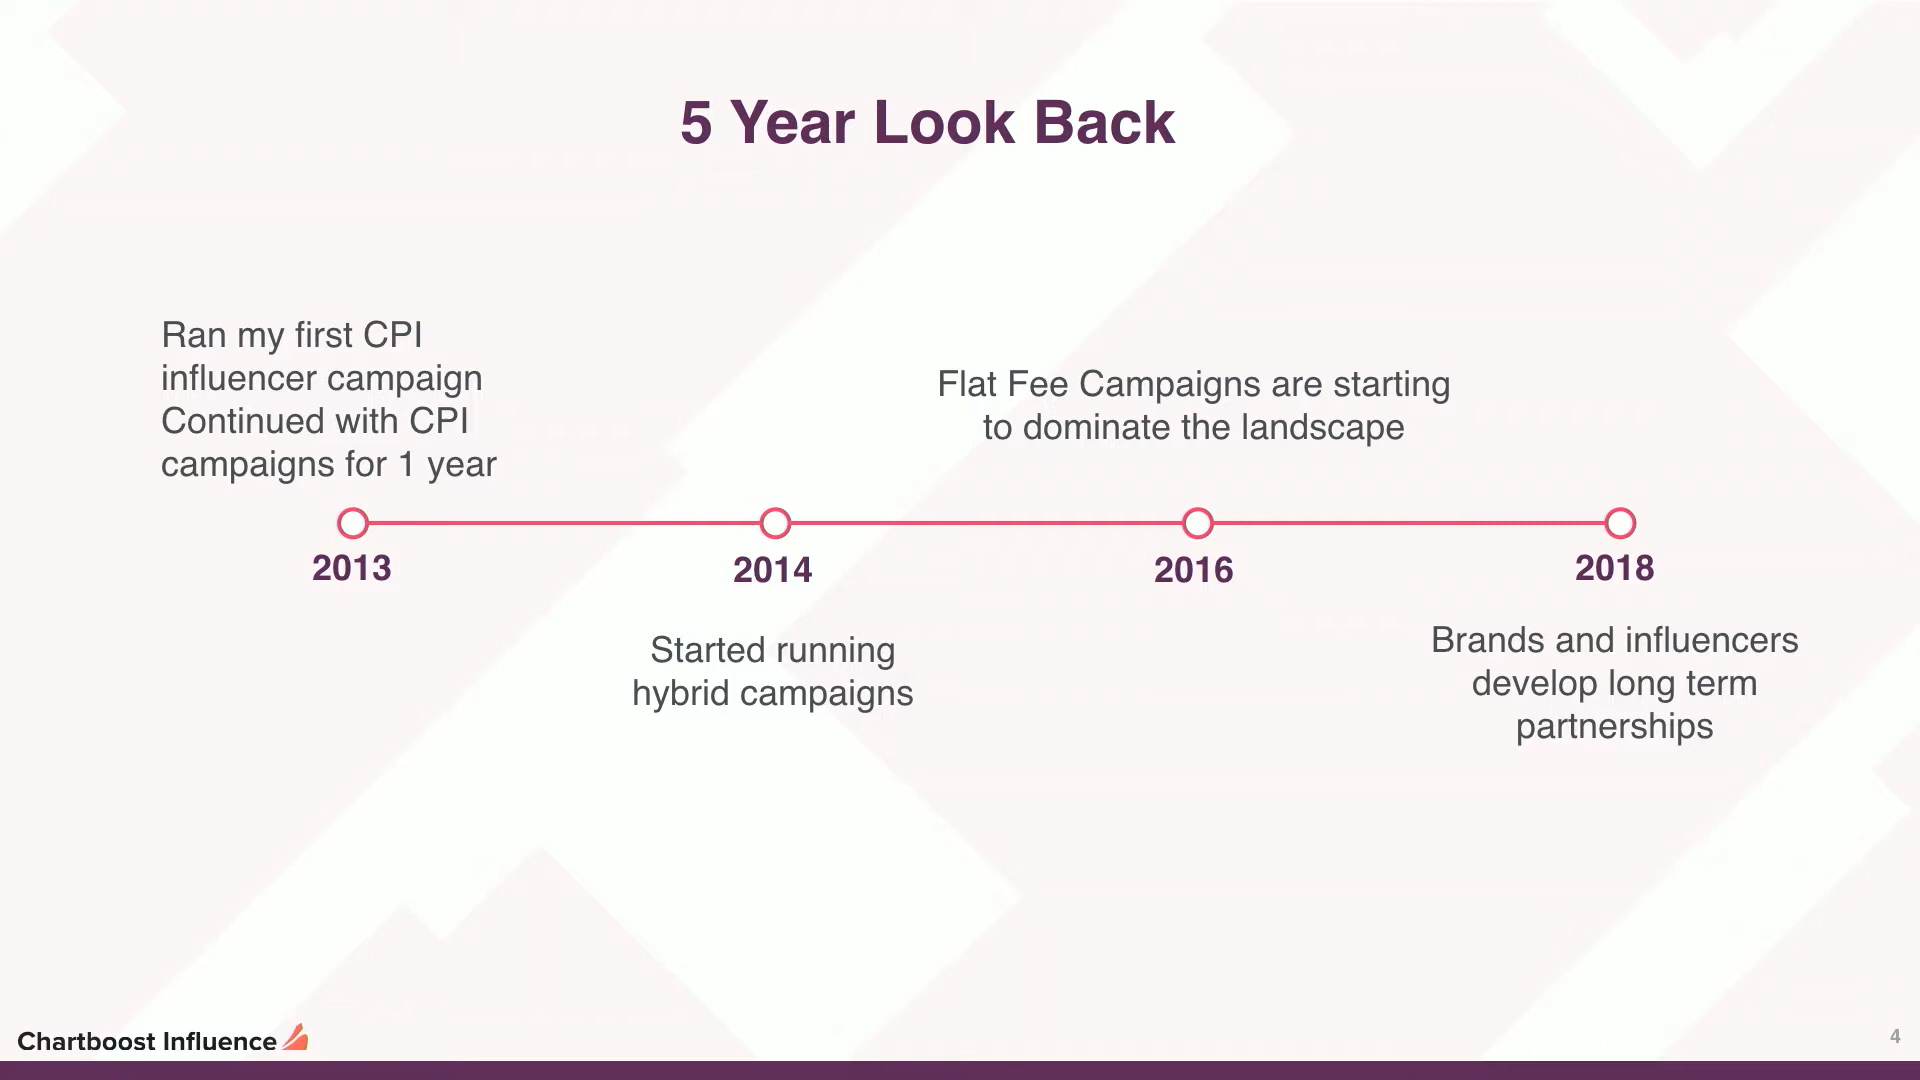 5 Year Look Back
Ran my first CPI
influencer campaign
Continued with CPI
campaigns for 1 year
Flat Fee Campaigns are starting
to dominate the landscape
2013
2014
2016
2018
Started running
hybrid campaigns
Brands and influencers
develop long term
partnerships
Chartboost Influence
4